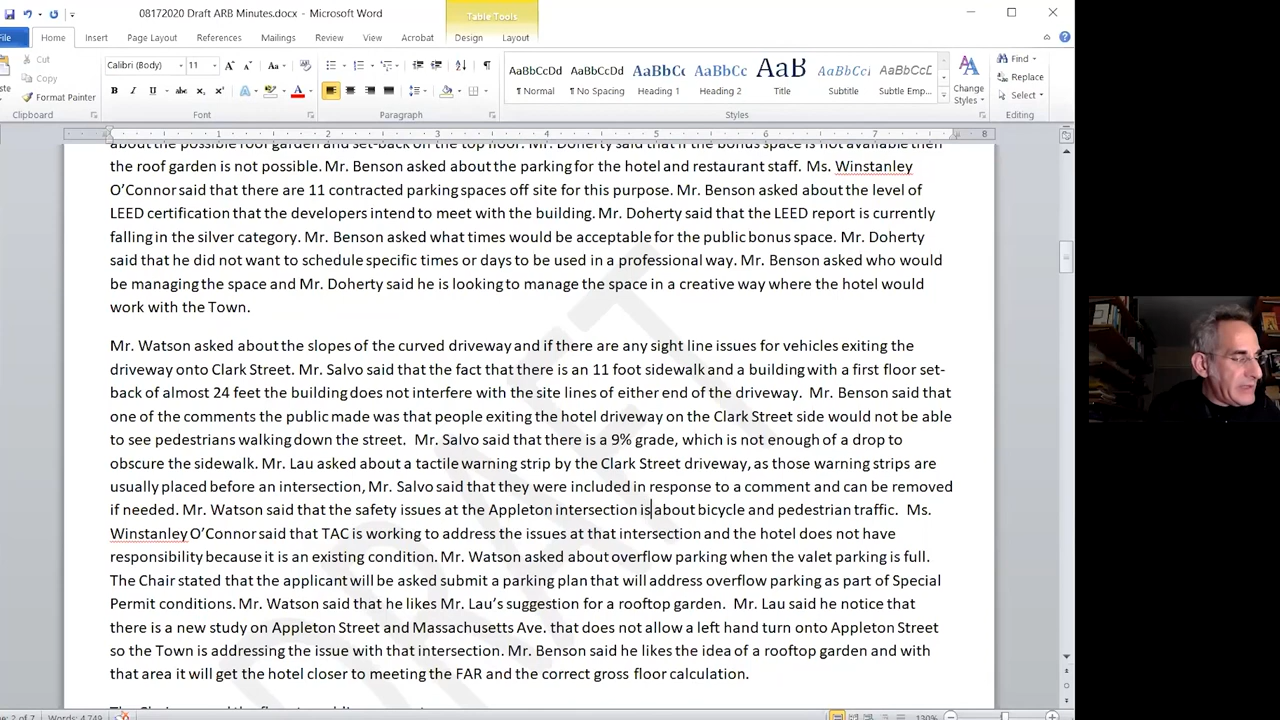 08172020 Draft ARB Minutes.docx - Microsoft Word
Table Tools
File Home Insert Page Layout References Mailings Review View Acrobat Design Layout
Cut
Copy
Format Painter
Clipboard
Calibri (Body) 11
Font
Paragraph
AaBbCcDd AaBbCcDd AaBbCc AaBbCc AaB AaBbCc AaBbCcDd
¶ Normal ¶ No Spacing Heading 1 Heading 2 Title Subtitle Subtle Emp...
Change Styles
Styles
Find
Replace
Select
Editing
1 2 3 4 5 6 7 8
about the possible roof garden and set back on the top floor. Mr. Doherty said that if the bonus space is not available then
the roof garden is not possible. Mr. Benson asked about the parking for the hotel and restaurant staff. Ms. Winstanley
O’Connor said that there are 11 contracted parking spaces off site for this purpose. Mr. Benson asked about the level of
LEED certification that the developers intend to meet with the building. Mr. Doherty said that the LEED report is currently
falling in the silver category. Mr. Benson asked what times would be acceptable for the public bonus space. Mr. Doherty
said that he did not want to schedule specific times or days to be used in a professional way. Mr. Benson asked who would
be managing the space and Mr. Doherty said he is looking to manage the space in a creative way where the hotel would
work with the Town.
Mr. Watson asked about the slopes of the curved driveway and if there are any sight line issues for vehicles exiting the
driveway onto Clark Street. Mr. Salvo said that the fact that there is an 11 foot sidewalk and a building with a first floor set-
back of almost 24 feet the building does not interfere with the site lines of either end of the driveway.  Mr. Benson said that
one of the comments the public made was that people exiting the hotel driveway on the Clark Street side would not be able
to see pedestrians walking down the street.  Mr. Salvo said that there is a 9% grade, which is not enough of a drop to
obscure the sidewalk. Mr. Lau asked about a tactile warning strip by the Clark Street driveway, as those warning strips are
usually placed before an intersection, Mr. Salvo said that they were included in response to a comment and can be removed
if needed. Mr. Watson said that the safety issues at the Appleton intersection is about bicycle and pedestrian traffic.  Ms.
Winstanley O’Connor said that TAC is working to address the issues at that intersection and the hotel does not have
responsibility because it is an existing condition. Mr. Watson asked about overflow parking when the valet parking is full.
The Chair stated that the applicant will be asked submit a parking plan that will address overflow parking as part of Special
Permit conditions. Mr. Watson said that he likes Mr. Lau’s suggestion for a rooftop garden.  Mr. Lau said he notice that
there is a new study on Appleton Street and Massachusetts Ave. that does not allow a left hand turn onto Appleton Street
so the Town is addressing the issue with that intersection. Mr. Benson said he likes the idea of a rooftop garden and with
that area it will get the hotel closer to meeting the FAR and the correct gross floor calculation.
DRAFT
2 of 7 Words: 4,749 130%